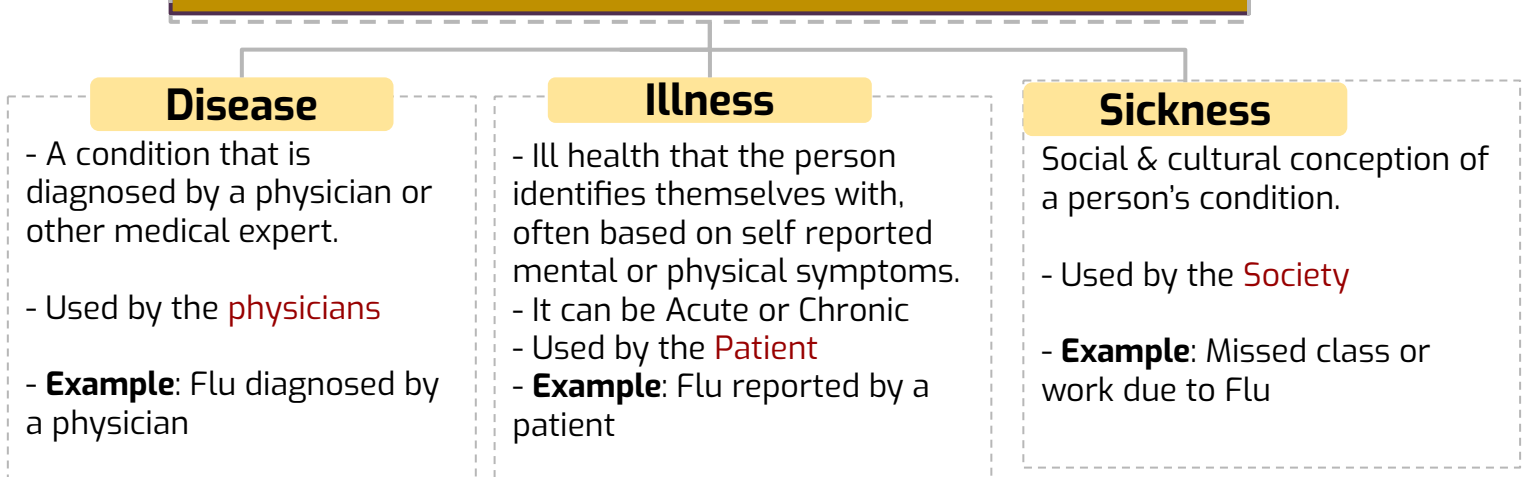 Disease
- A condition that is
diagnosed by a physician or
other medical expert.
- Used by the physicians
- Example: Flu diagnosed by
a physician
Illness
- Ill health that the person
identifies themselves with,
often based on self reported
mental or physical symptoms.
- It can be Acute or Chronic
- Used by the Patient
- Example: Flu reported by a
patient
Sickness
Social & cultural conception of
a person's condition.
- Used by the Society
- Example: Missed class or
work due to Flu